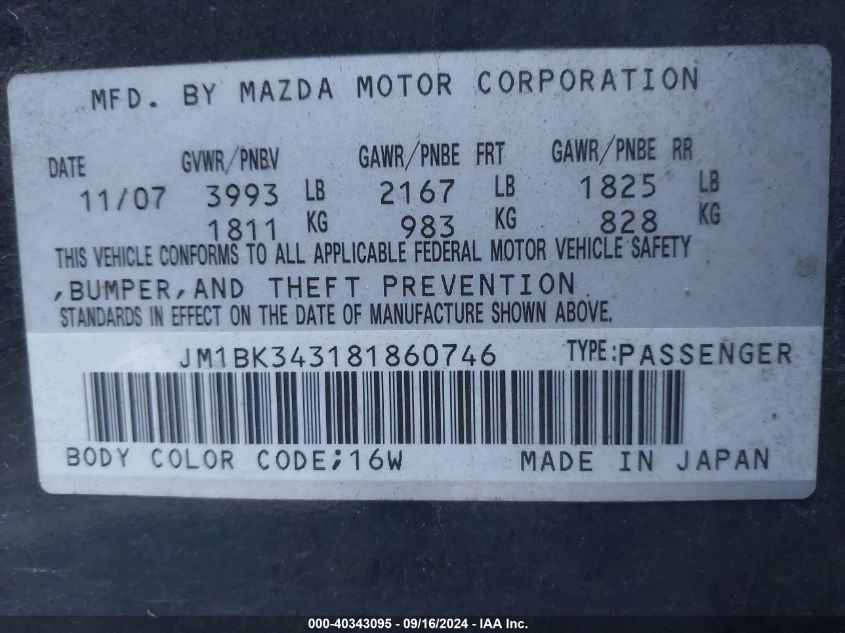 MFD. BY MAZDA MOTOR CORPORATION
DATE GVWR/PNBV GAWR/PNBE FRT GAWR/PNBE RR
11/07 3993 LB 2167 LB 1825 LB
1811 KG 983 KG 828 KG
THIS VEHICLE CONFORMS TO ALL APPLICABLE FEDERAL MOTOR VEHICLE SAFETY
,BUMPER,AND THEFT PREVENTION
STANDARDS IN EFFECT ON THE DATE OF MANUFACTURE SHOWN ABOVE.
JM1BK343181860746 TYPE:PASSENGER
BODY COLOR CODE;16W MADE IN JAPAN
000-40343095 - 09/16/2024 - IAA Inc.